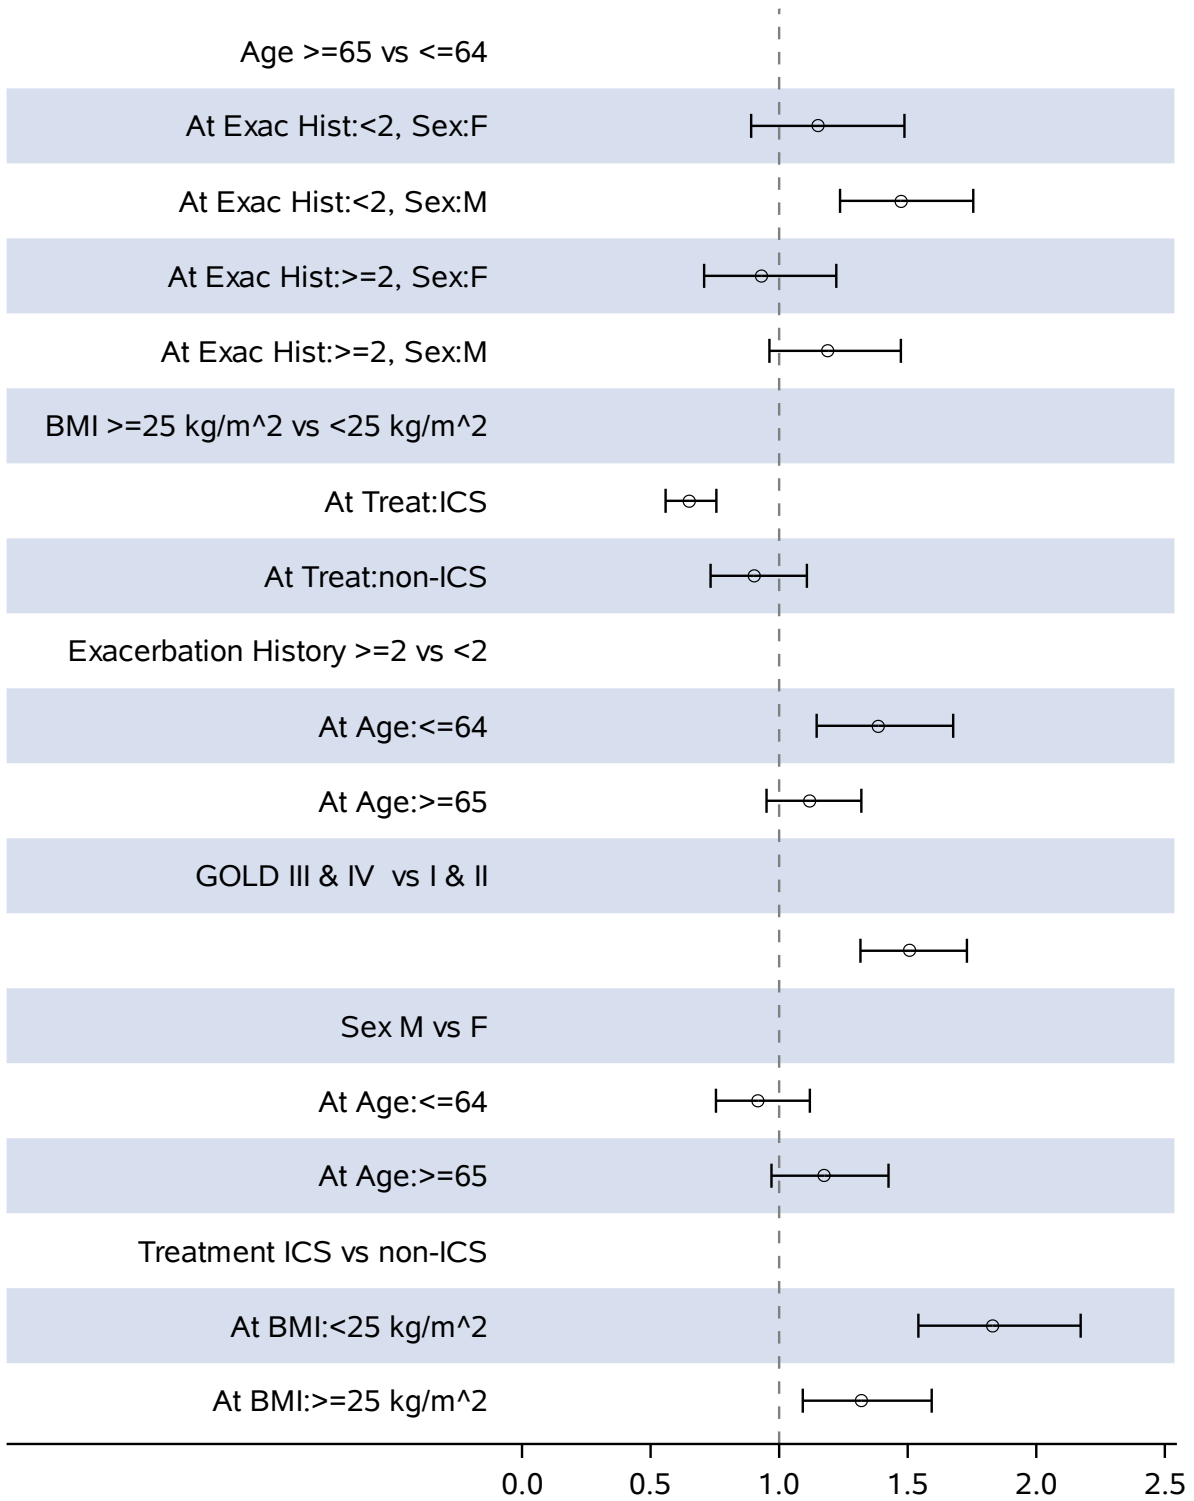 Age >=65 vs <=64
At Exac Hist:<2, Sex:F
At Exac Hist:<2, Sex:M
At Exac Hist:>=2, Sex:F
At Exac Hist:>=2, Sex:M
BMI >=25 kg/m^2 vs <25 kg/m^2
At Treat:ICS
At Treat:non-ICS
Exacerbation History >=2 vs <2
At Age:<=64
At Age:>=65
GOLD III & IV  vs I & II
Sex M vs F
At Age:<=64
At Age:>=65
Treatment ICS vs non-ICS
At BMI:<25 kg/m^2
At BMI:>=25 kg/m^2
0.0 0.5 1.0 1.5 2.0 2.5